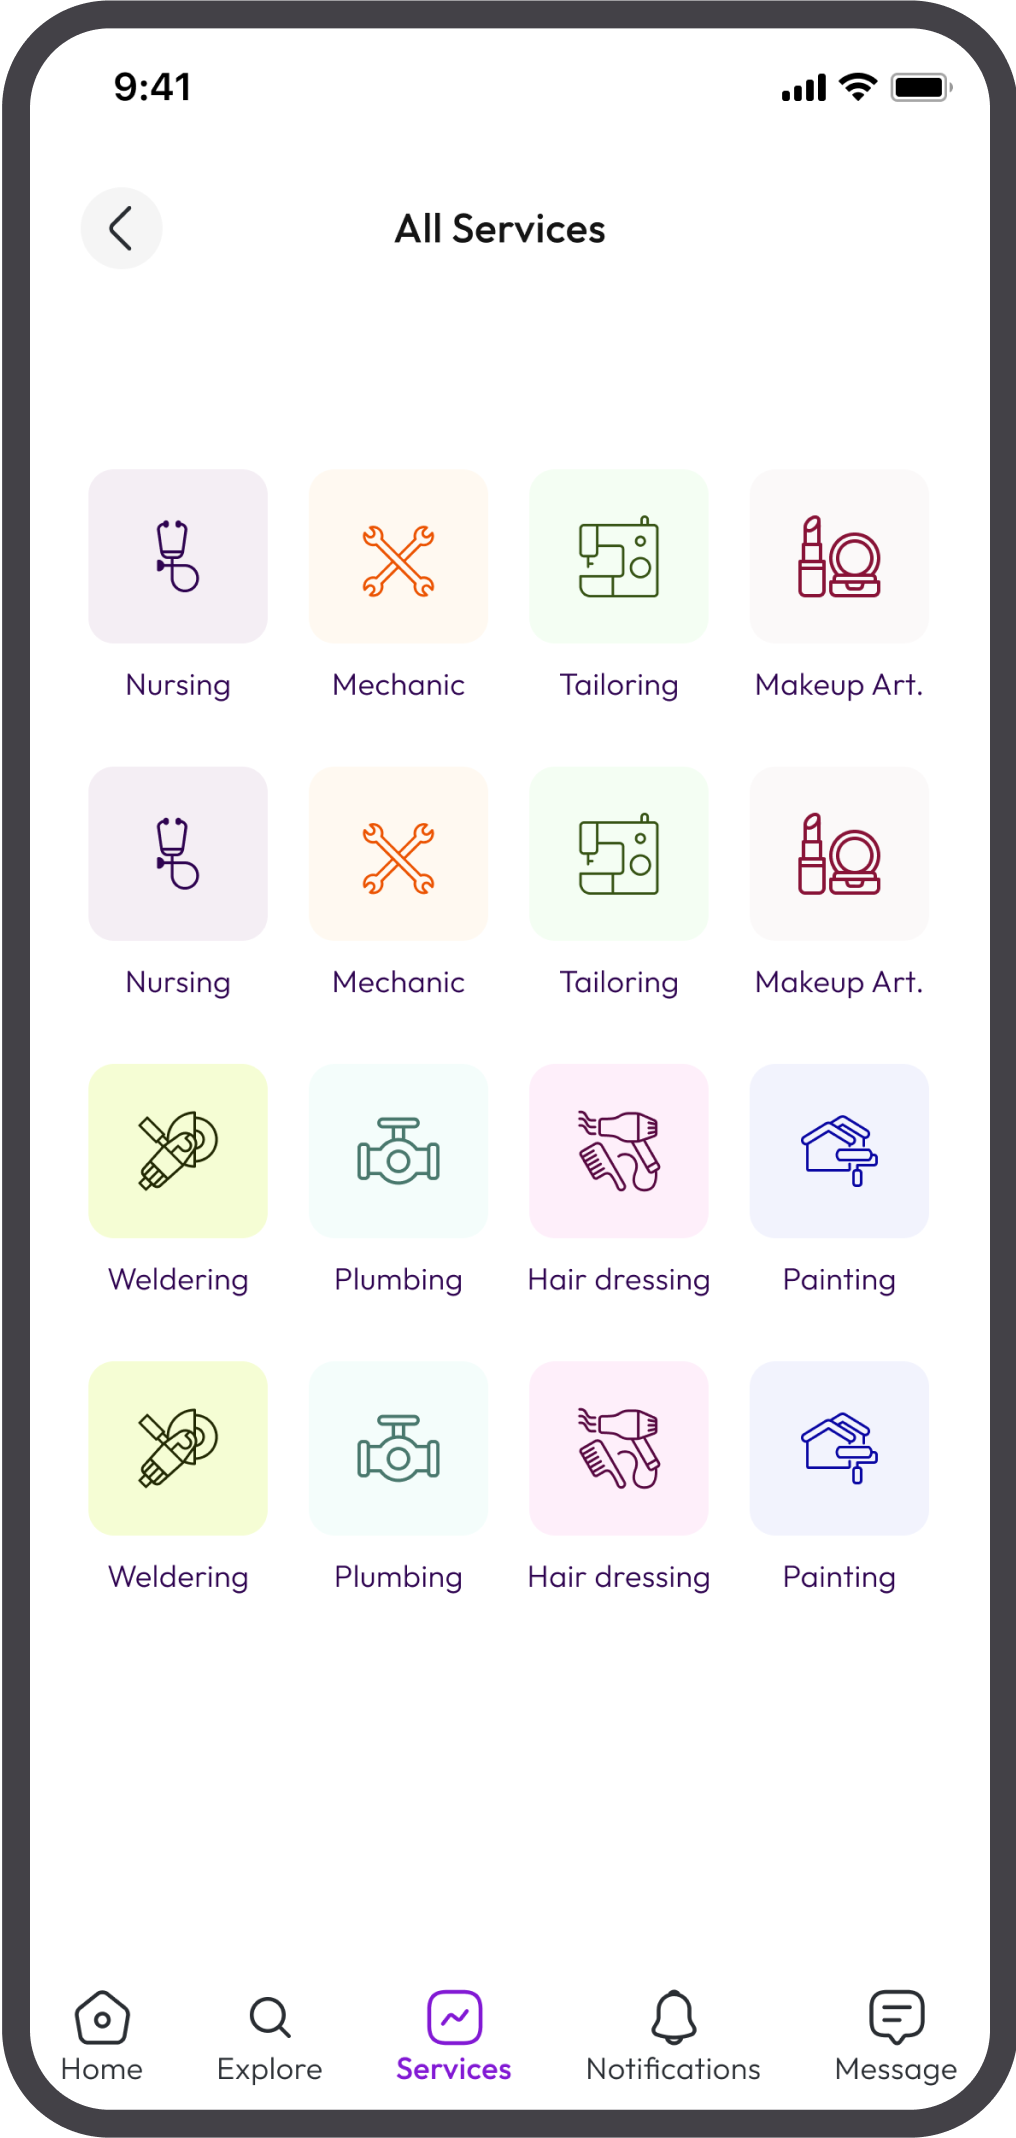 9:41
All Services
Nursing Mechanic Tailoring Makeup Art.
Nursing Mechanic Tailoring Makeup Art.
Weldering Plumbing Hair dressing Painting
Weldering Plumbing Hair dressing Painting
Home Explore Services Notifications Message